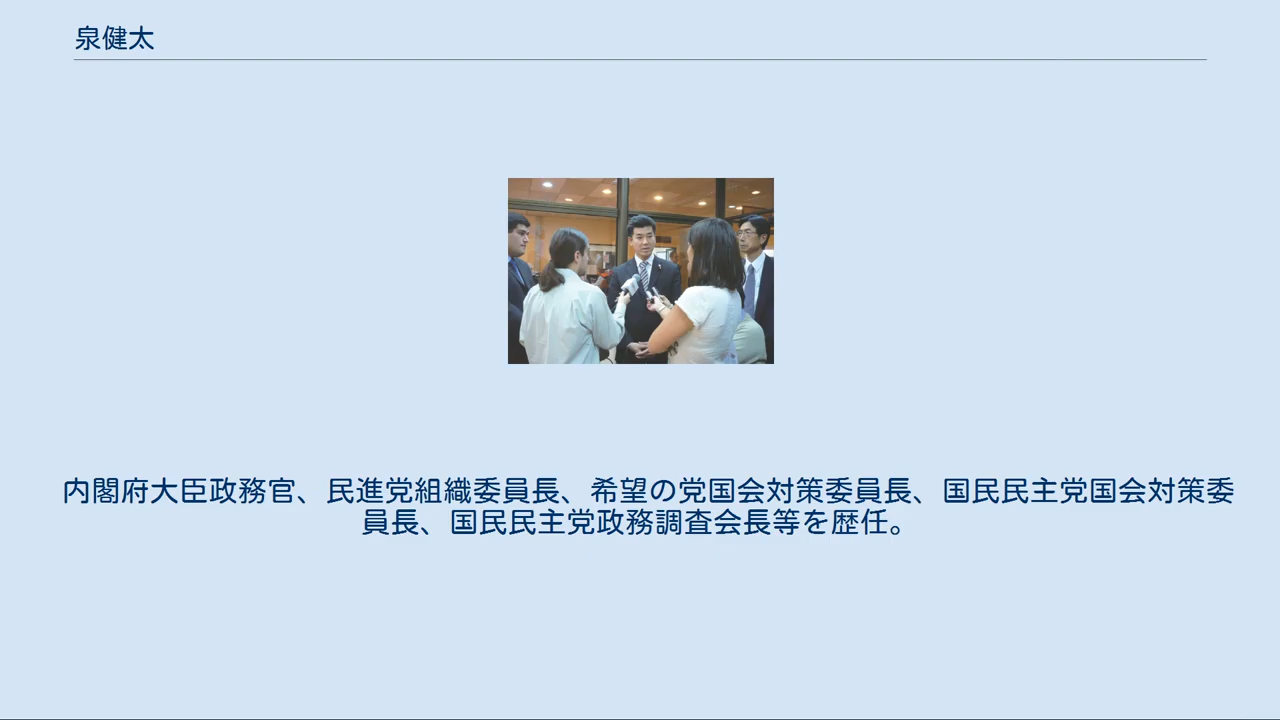 泉健太
内閣府大臣政務官、民進党組織委員長、希望の党国会対策委員長、国民民主党国会対策委
員長、国民民主党政務調査会長等を歴任。